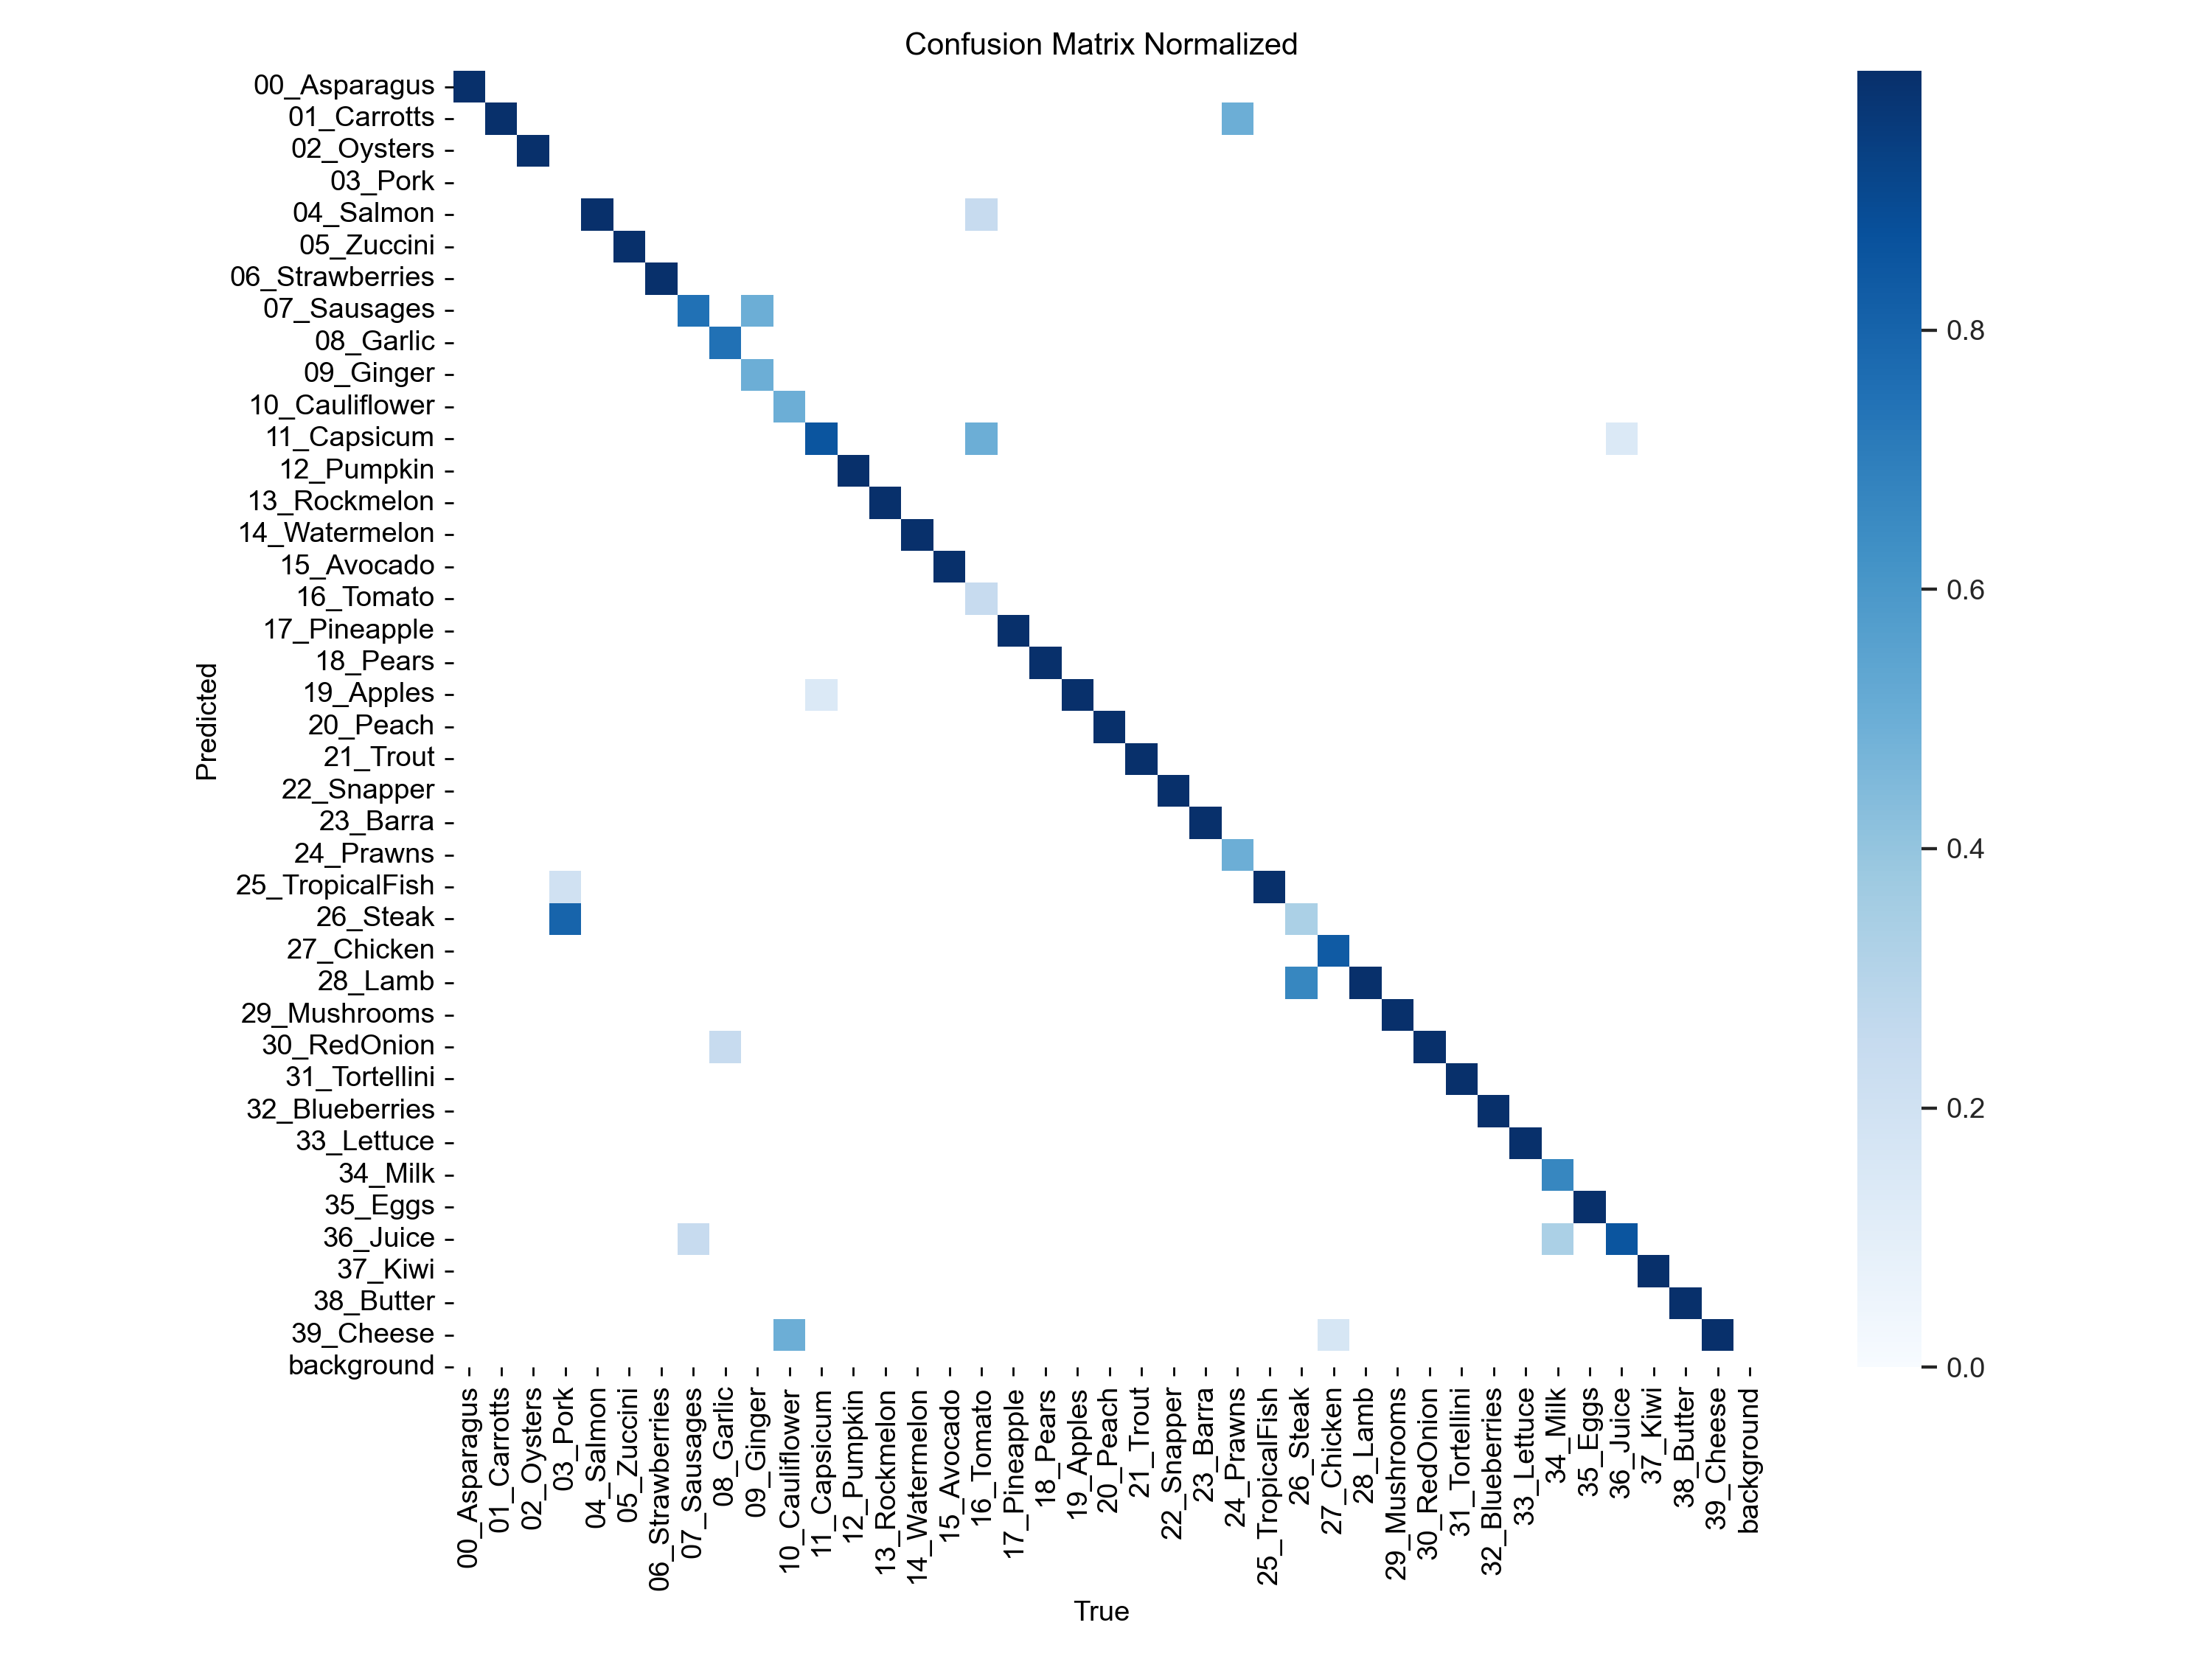 Confusion Matrix Normalized
00_Asparagus
01_Carrotts
02_Oysters
03_Pork
04_Salmon
05_Zuccini
06_Strawberries
07_Sausages
08_Garlic
09_Ginger
10_Cauliflower
11_Capsicum
12_Pumpkin
13_Rockmelon
14_Watermelon
15_Avocado
16_Tomato
17_Pineapple
18_Pears
19_Apples
20_Peach
21_Trout
22_Snapper
23_Barra
24_Prawns
25_TropicalFish
26_Steak
27_Chicken
28_Lamb
29_Mushrooms
30_RedOnion
31_Tortellini
32_Blueberries
33_Lettuce
34_Milk
35_Eggs
36_Juice
37_Kiwi
38_Butter
39_Cheese
background
Predicted
00_Asparagus
01_Carrotts
02_Oysters
03_Pork
04_Salmon
05_Zuccini
06_Strawberries
07_Sausages
08_Garlic
09_Ginger
10_Cauliflower
11_Capsicum
12_Pumpkin
13_Rockmelon
14_Watermelon
15_Avocado
16_Tomato
17_Pineapple
18_Pears
19_Apples
20_Peach
21_Trout
22_Snapper
23_Barra
24_Prawns
25_TropicalFish
26_Steak
27_Chicken
28_Lamb
29_Mushrooms
30_RedOnion
31_Tortellini
32_Blueberries
33_Lettuce
34_Milk
35_Eggs
36_Juice
37_Kiwi
38_Butter
39_Cheese
background
True
0.8
0.6
0.4
0.2
0.0